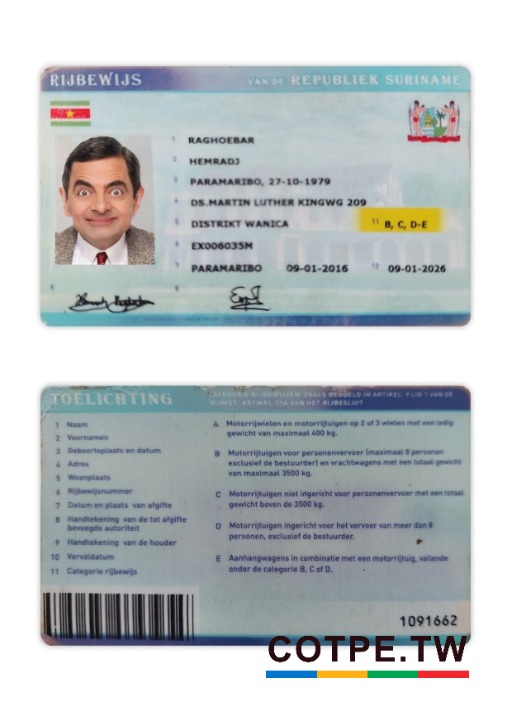 RIJBEWIJS VAN DE REPUBLIEK SURINAME
1 RAGHOEBAR
2 HEMRADJ
3 PARAMARIBO, 27-10-1979
4 DS.MARTIN LUTHER KINGWG 209
5 DISTRIKT WANICA 11 B, C, D-E
6 EX006035M
7 PARAMARIBO 09-01-2016 10 09-01-2026
9 8
TOELICHTING
CATEGORIE RIJBEWIJZEN: ZOALS BEDOELD IN ARTIKEL 9 LID 1 VAN DE
RIJWET: ARTIKEL 77A VAN HET RIJBESLUIT
1 Naam
2 Voornamen
3 Geboorteplaats en datum
4 Adres
5 Woonplaats
6 Rijbewijsnummer
7 Datum en plaats van afgifte
8 Handtekening van de tot afgifte
bevoegde autoriteit
9 Handtekening van de houder
10 Vervaldatum
11 Categorie rijbewijs
A Motorrijwielen en motorrijtuigen op 2 of 3 wielen met een ledig
gewicht van maximaal 400 kg.
B Motorrijtuigen voor personenvervoer (maximaal 8 personen
exclusief de bestuurder) en vrachtwagens met een totaal gewicht
van maximaal 3500 kg.
C Motorrijtuigen niet ingericht voor personenvervoer met een totaal
gewicht boven de 3500 kg.
D Motorrijtuigen ingericht voor het vervoer van meer dan 8
personen, exclusief de bestuurder.
E Aanhangwagens in combinatie met een motorrijtuig, vallende
onder de categorie B, C of D.
1091662
COTPE.TW